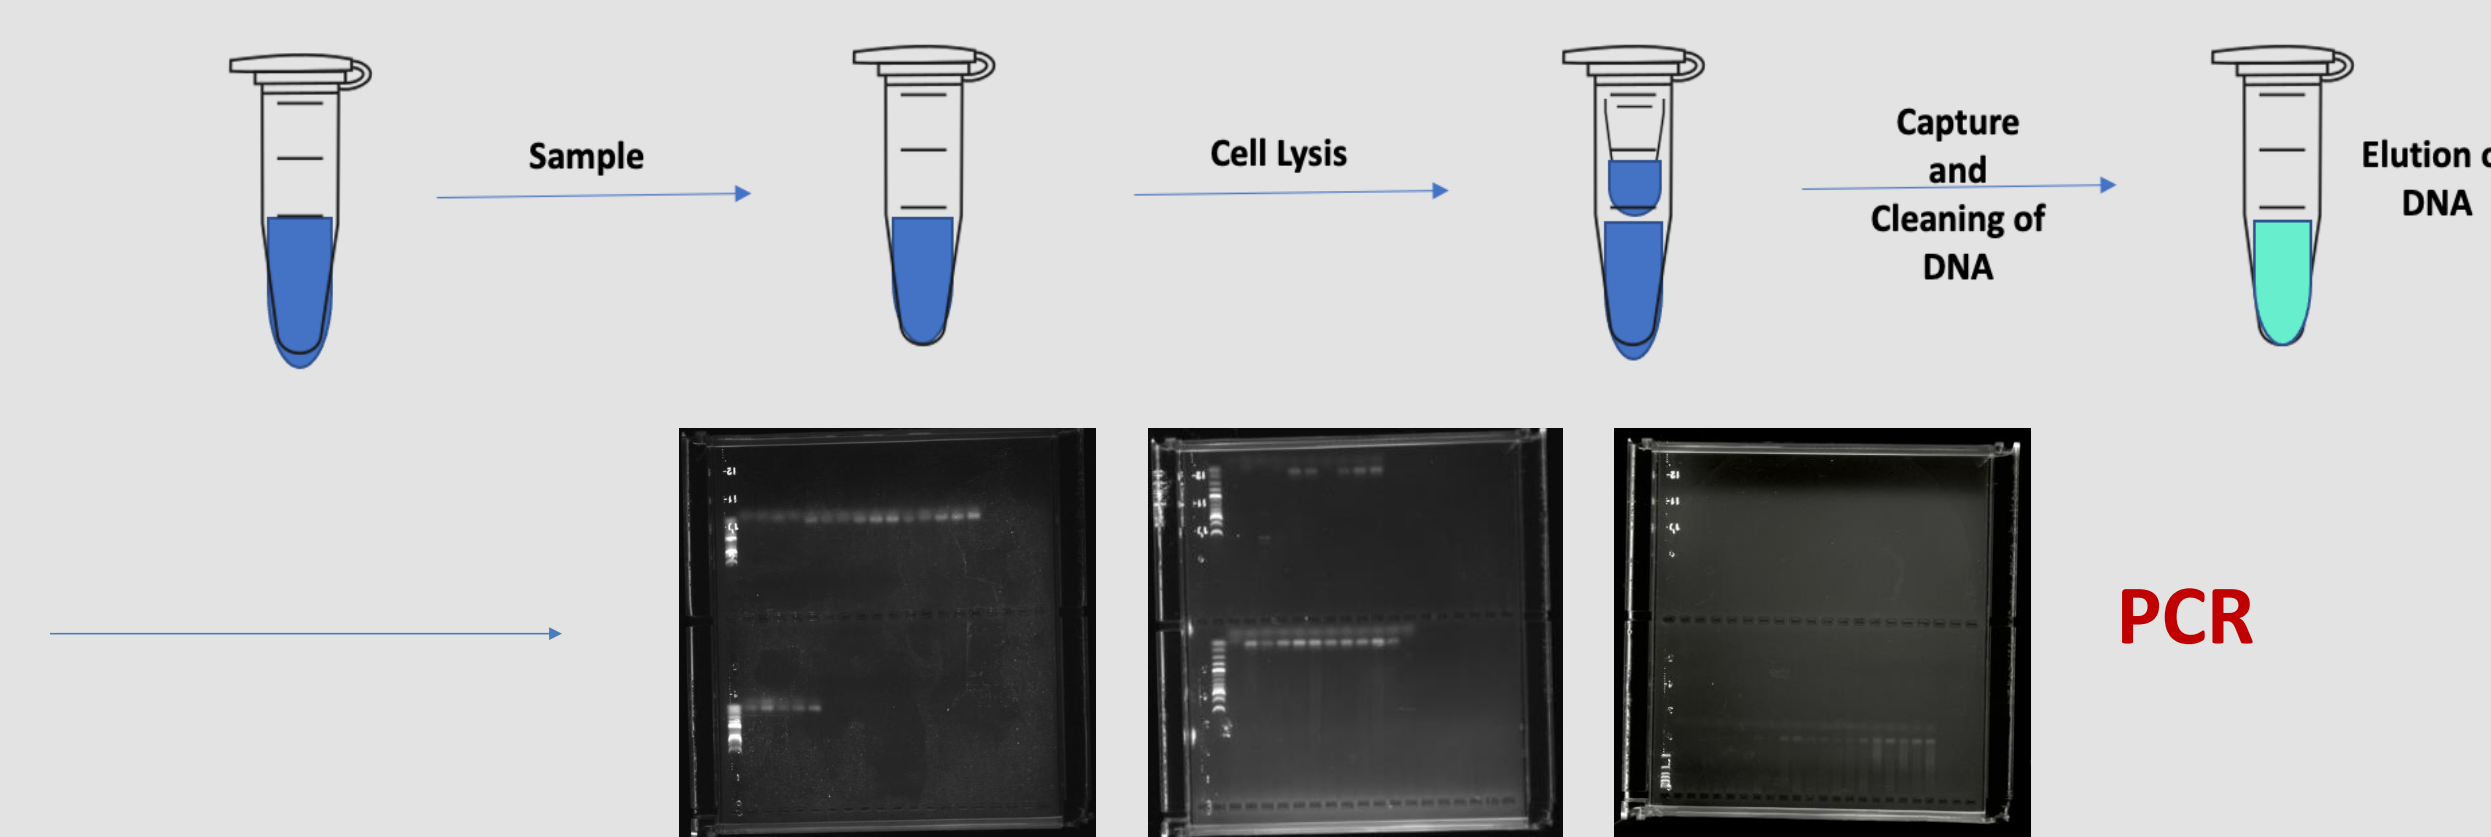 Sample
Cell Lysis
Capture
and
Cleaning of
DNA
Elution
DNA
PCR